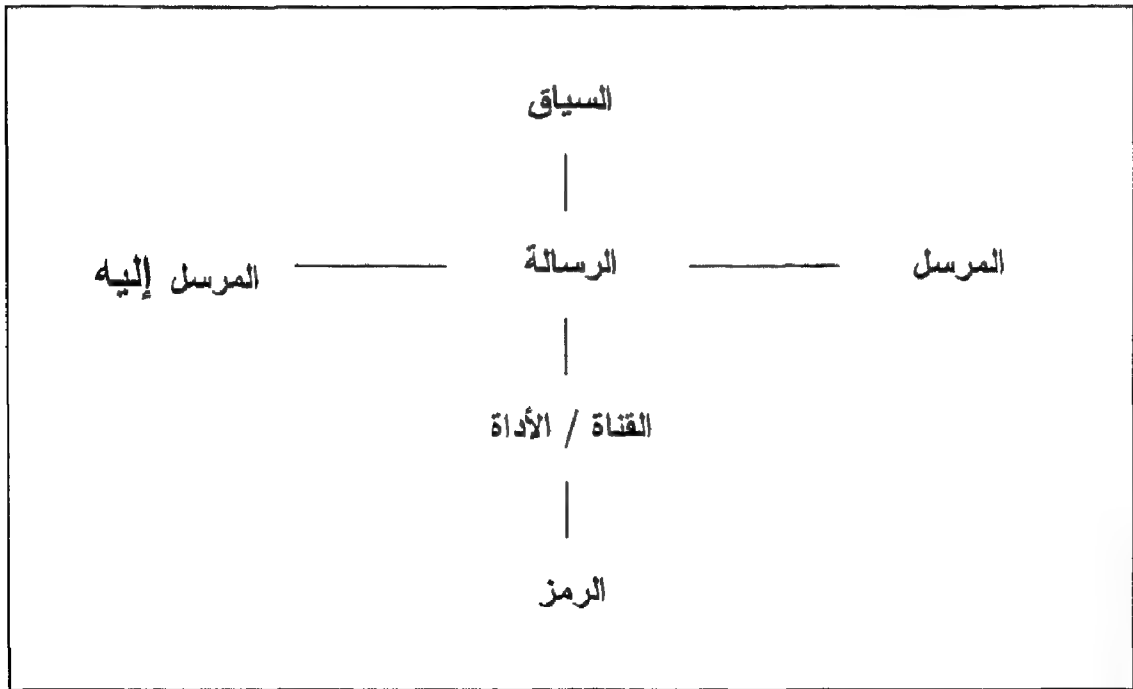 السياق
المرسل الرسالة المرسل إليه
القناة / الأداة
الرمز